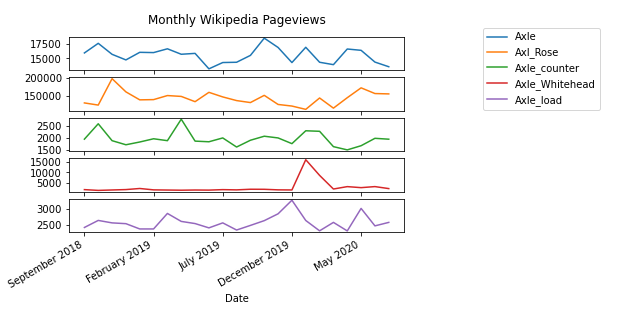 Monthly Wikipedia Pageviews
17500
15000
200000
150000
2500
2000
1500
15000
10000
5000
3000
2500
September 2018
February 2019
July 2019
December 2019
May 2020
Date
Axle
Axl_Rose
Axle_counter
Axle_Whitehead
Axle_load